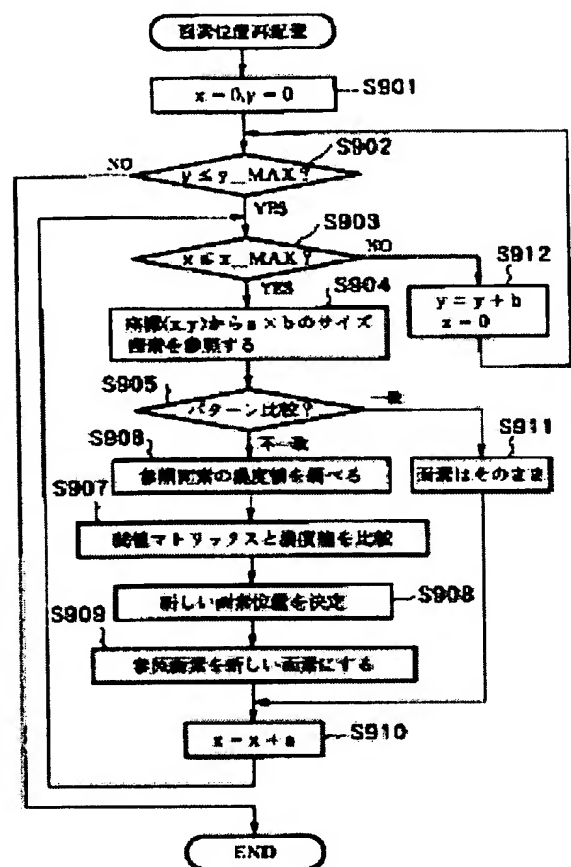 画素位置再配置
x = 0, y = 0
S901
S902
NO
y ≤ y_MAX?
YES
S903
NO
x ≤ x_MAX?
YES
S912
y = y + b
x = 0
S904
座標(x,y)からa×bのサイズ
画素を参照する
S905
パターン比較?
一致
不一致
S906
参照画素の濃度値を調べる
S911
画素はそのまま
S907
閾値マトリックスと濃度値を比較
新しい画素位置を決定
S908
S909
参照画素を新しい画素にする
x = x + a
S910
END